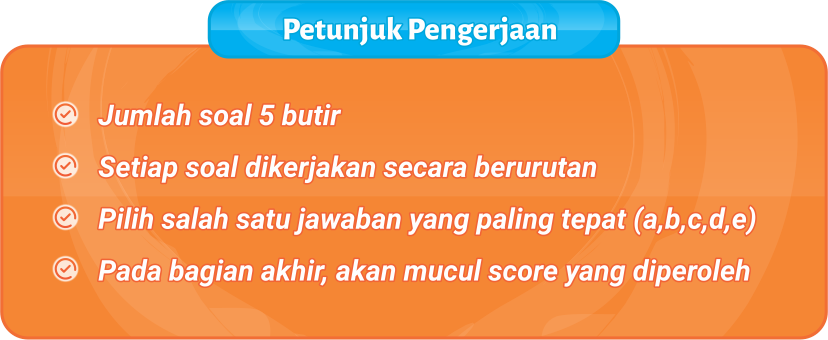 Petunjuk Pengerjaan
Jumlah soal 5 butir
Setiap soal dikerjakan secara berurutan
Pilih salah satu jawaban yang paling tepat (a,b,c,d,e)
Pada bagian akhir, akan mucul score yang diperoleh